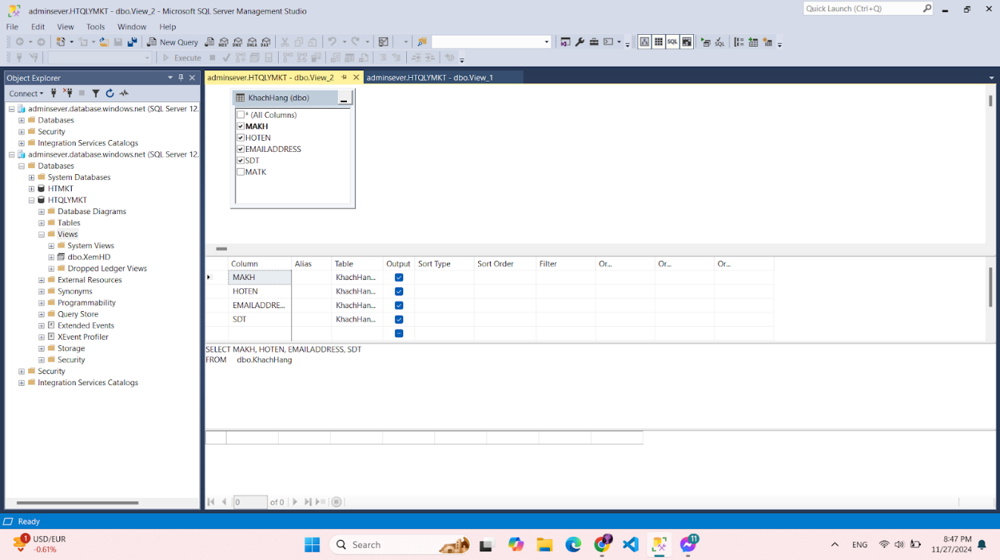 adminsever.HTQLYMKT - dbo.View_2 - Microsoft SQL Server Management Studio
Quick Launch (Ctrl+Q)
File Edit View Tools Window Help
New Query
MDX DMX XMLA DAX
SQL
Execute
Object Explorer
adminsever.HTQLYMKT - dbo.View_2
adminsever.HTQLYMKT - dbo.View_1
Connect
adminsever.database.windows.net (SQL Server 12.
Databases
Security
Integration Services Catalogs
adminsever.database.windows.net (SQL Server 12.
Databases
System Databases
HTMKT
HTQLYMKT
Database Diagrams
Tables
Views
System Views
dbo.XemHD
Dropped Ledger Views
External Resources
Synonyms
Programmability
Query Store
Extended Events
XEvent Profiler
Storage
Security
Security
Integration Services Catalogs
KhachHang (dbo)
* (All Columns)
MAKH
HOTEN
EMAILADDRESS
SDT
MATK
Column Alias Table Output Sort Type Sort Order Filter Or... Or... Or...
MAKH KhachHan...
HOTEN KhachHan...
EMAILADDRE... KhachHan...
SDT KhachHan...
SELECT MAKH, HOTEN, EMAILADDRESS, SDT
FROM dbo.KhachHang
0 of 0
Ready
1
USD/EUR
-0.61%
Search
11
ENG
8:47 PM
11/27/2024